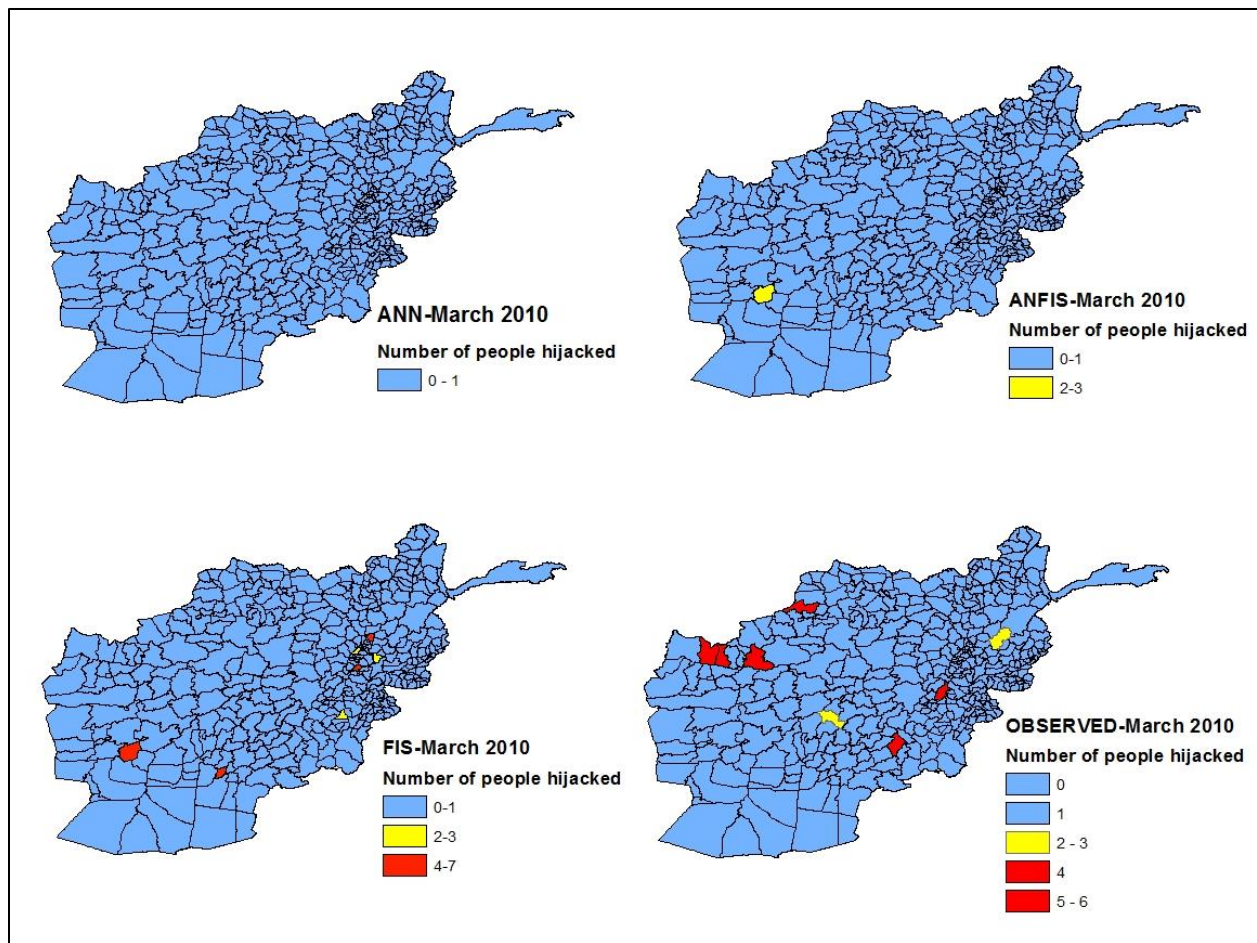 ANN-March 2010
Number of people hijacked
0 - 1
ANFIS-March 2010
Number of people hijacked
0-1
2-3
FIS-March 2010
Number of people hijacked
0-1
2-3
4-7
OBSERVED-March 2010
Number of people hijacked
0
1
2 - 3
4
5 - 6